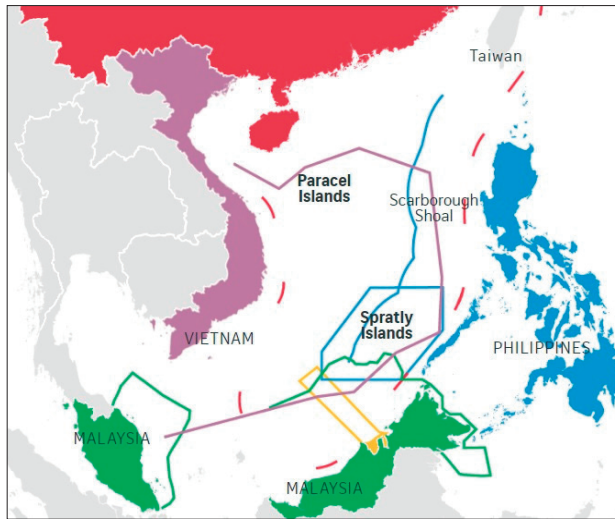 Taiwan
Paracel
Islands
Scarborough
Shoal
Spratly
Islands
VIETNAM
PHILIPPINES
MALAYSIA
MALAYSIA